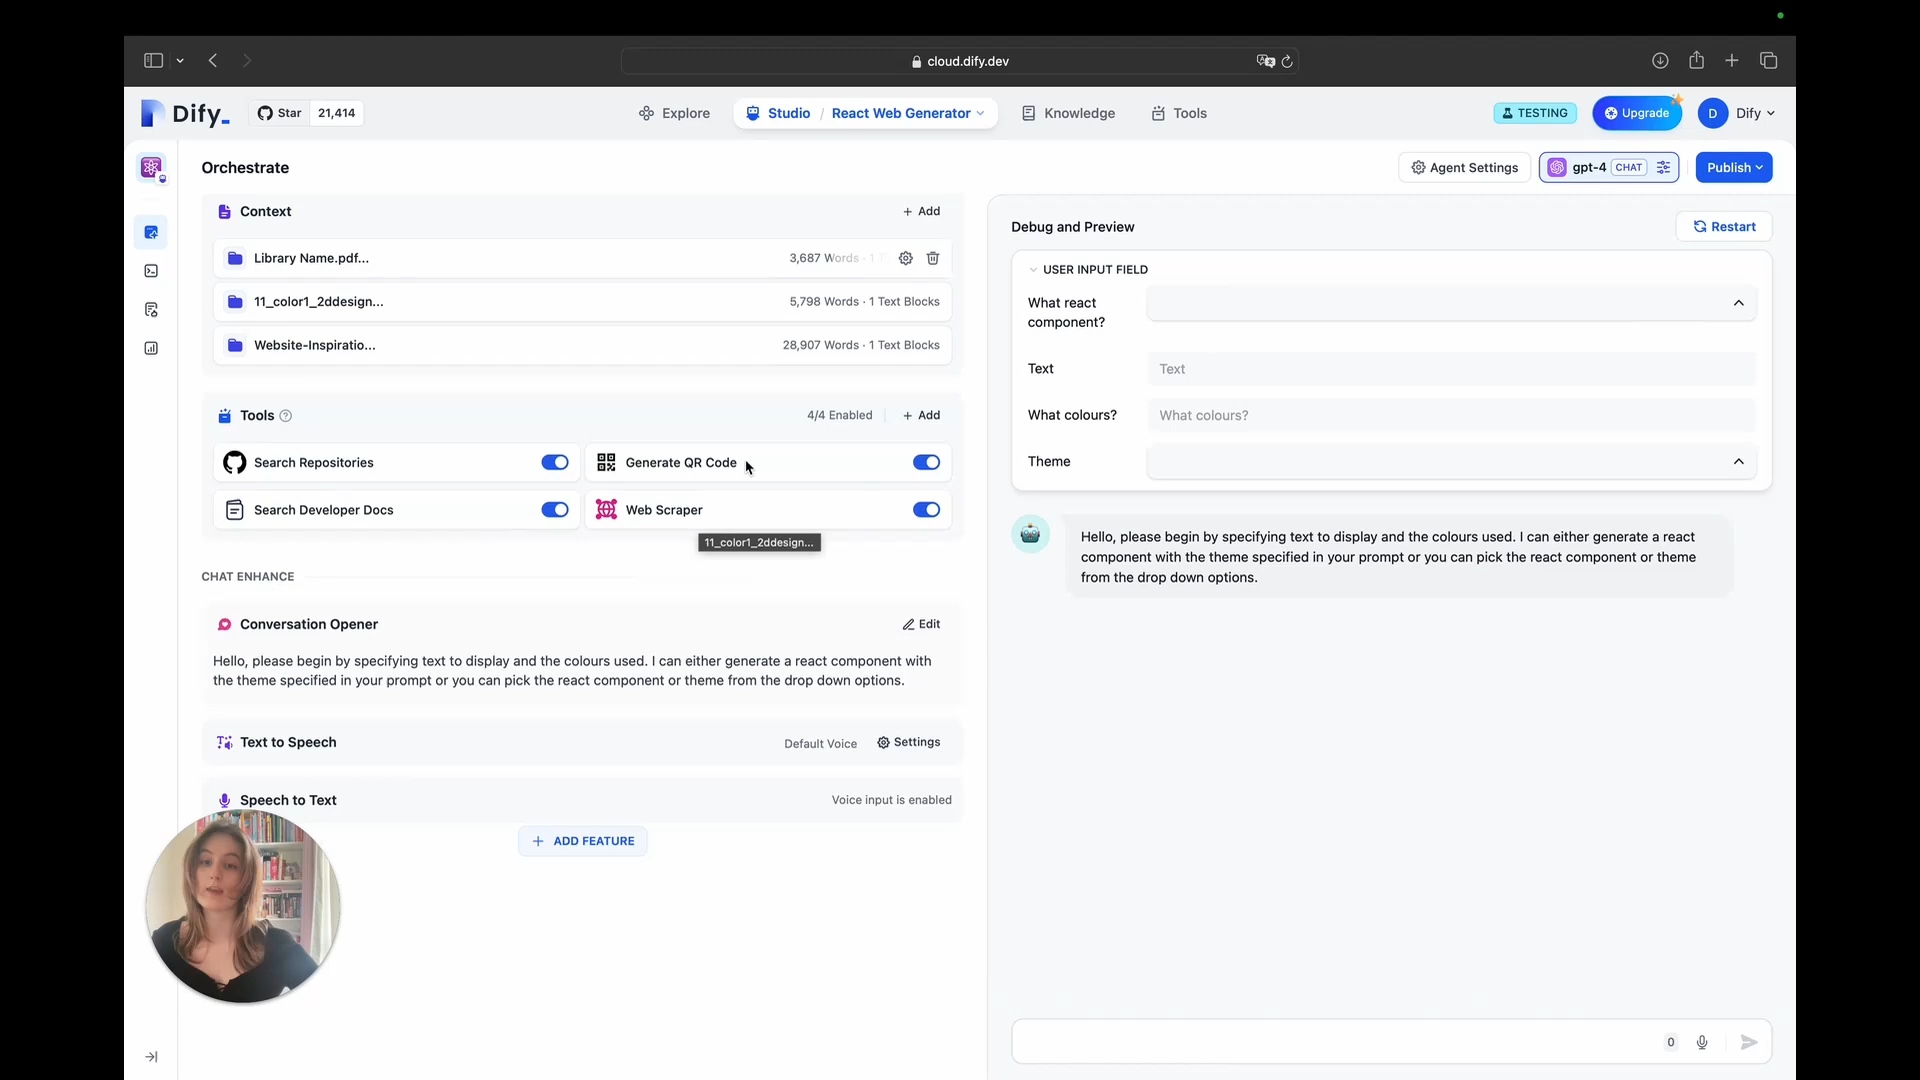 cloud.dify.dev
Dify_
Star 21,414
Explore
Studio / React Web Generator
Knowledge
Tools
TESTING
Upgrade
D Dify
Orchestrate
Agent Settings
gpt-4 CHAT
Publish
Context
+ Add
Library Name.pdf...
3,687 Words · 1
11_color1_2ddesign...
5,798 Words · 1 Text Blocks
Website-Inspiratio...
28,907 Words · 1 Text Blocks
Tools
4/4 Enabled
+ Add
Search Repositories
Generate QR Code
Search Developer Docs
Web Scraper
11_color1_2ddesign...
CHAT ENHANCE
Conversation Opener
Edit
Hello, please begin by specifying text to display and the colours used. I can either generate a react component with
the theme specified in your prompt or you can pick the react component or theme from the drop down options.
Text to Speech
Default Voice
Settings
Speech to Text
Voice input is enabled
+ ADD FEATURE
Debug and Preview
Restart
USER INPUT FIELD
What react
component?
Text
Text
What colours?
What colours?
Theme
Hello, please begin by specifying text to display and the colours used. I can either generate a react
component with the theme specified in your prompt or you can pick the react component or theme
from the drop down options.
0